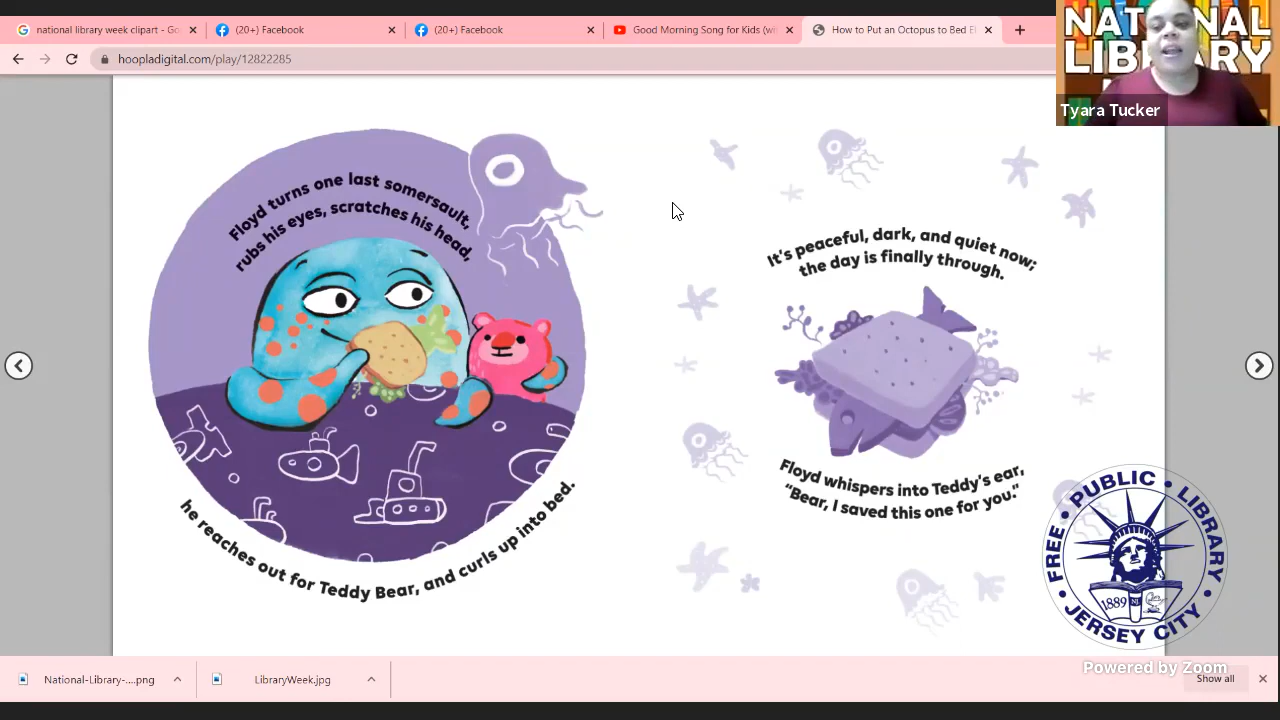 national library week clipart - Go
(20+) Facebook
(20+) Facebook
Good Morning Song for Kids (wi
How to Put an Octopus to Bed E
hoopladigital.com/play/12822285
NATIONAL
LIBRARY
Tyara Tucker
Floyd turns one last somersault,
rubs his eyes, scratches his head,
he reaches out for Teddy Bear, and curls up into bed.
It's peaceful, dark, and quiet now;
the day is finally through.
Floyd whispers into Teddy's ear,
"Bear, I saved this one for you."
FREE • PUBLIC • LIBRARY
1889 NJ
• JERSEY CITY •
Powered by Zoom
National-Library-....png
LibraryWeek.jpg
Show all